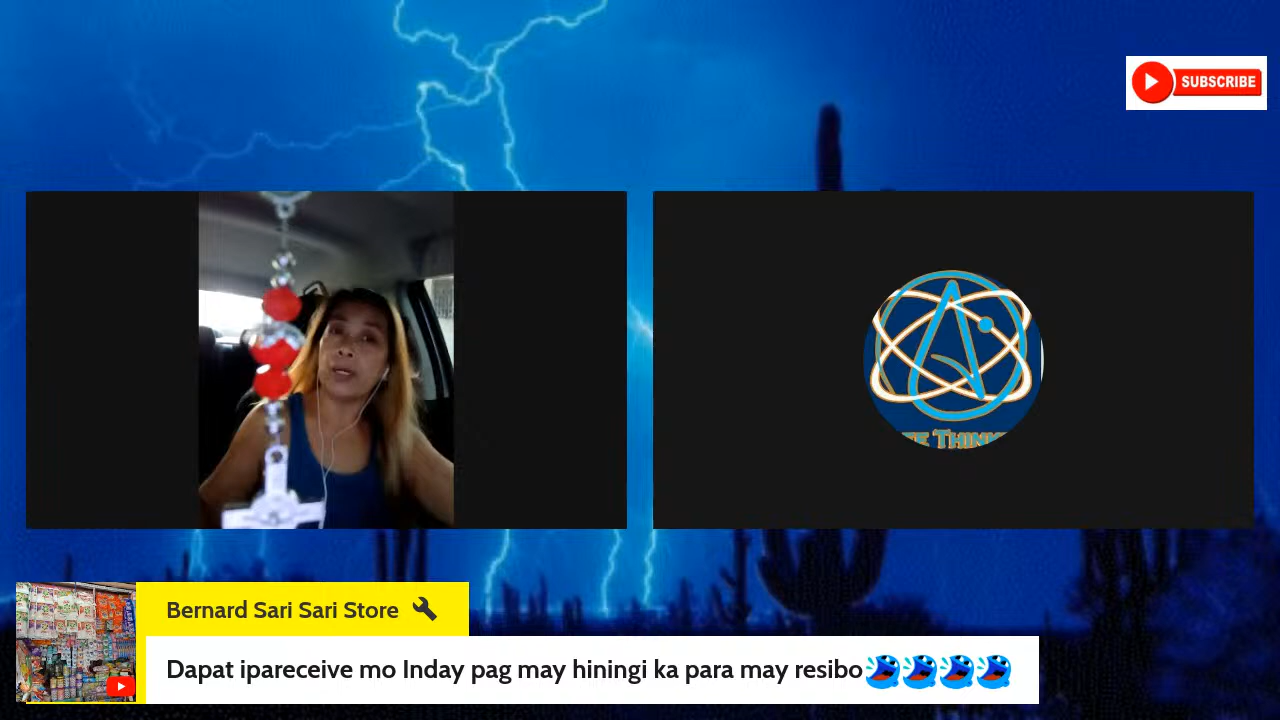 SUBSCRIBE
Bernard Sari Sari Store
Dapat ipareceive mo Inday pag may hiningi ka para may resibo